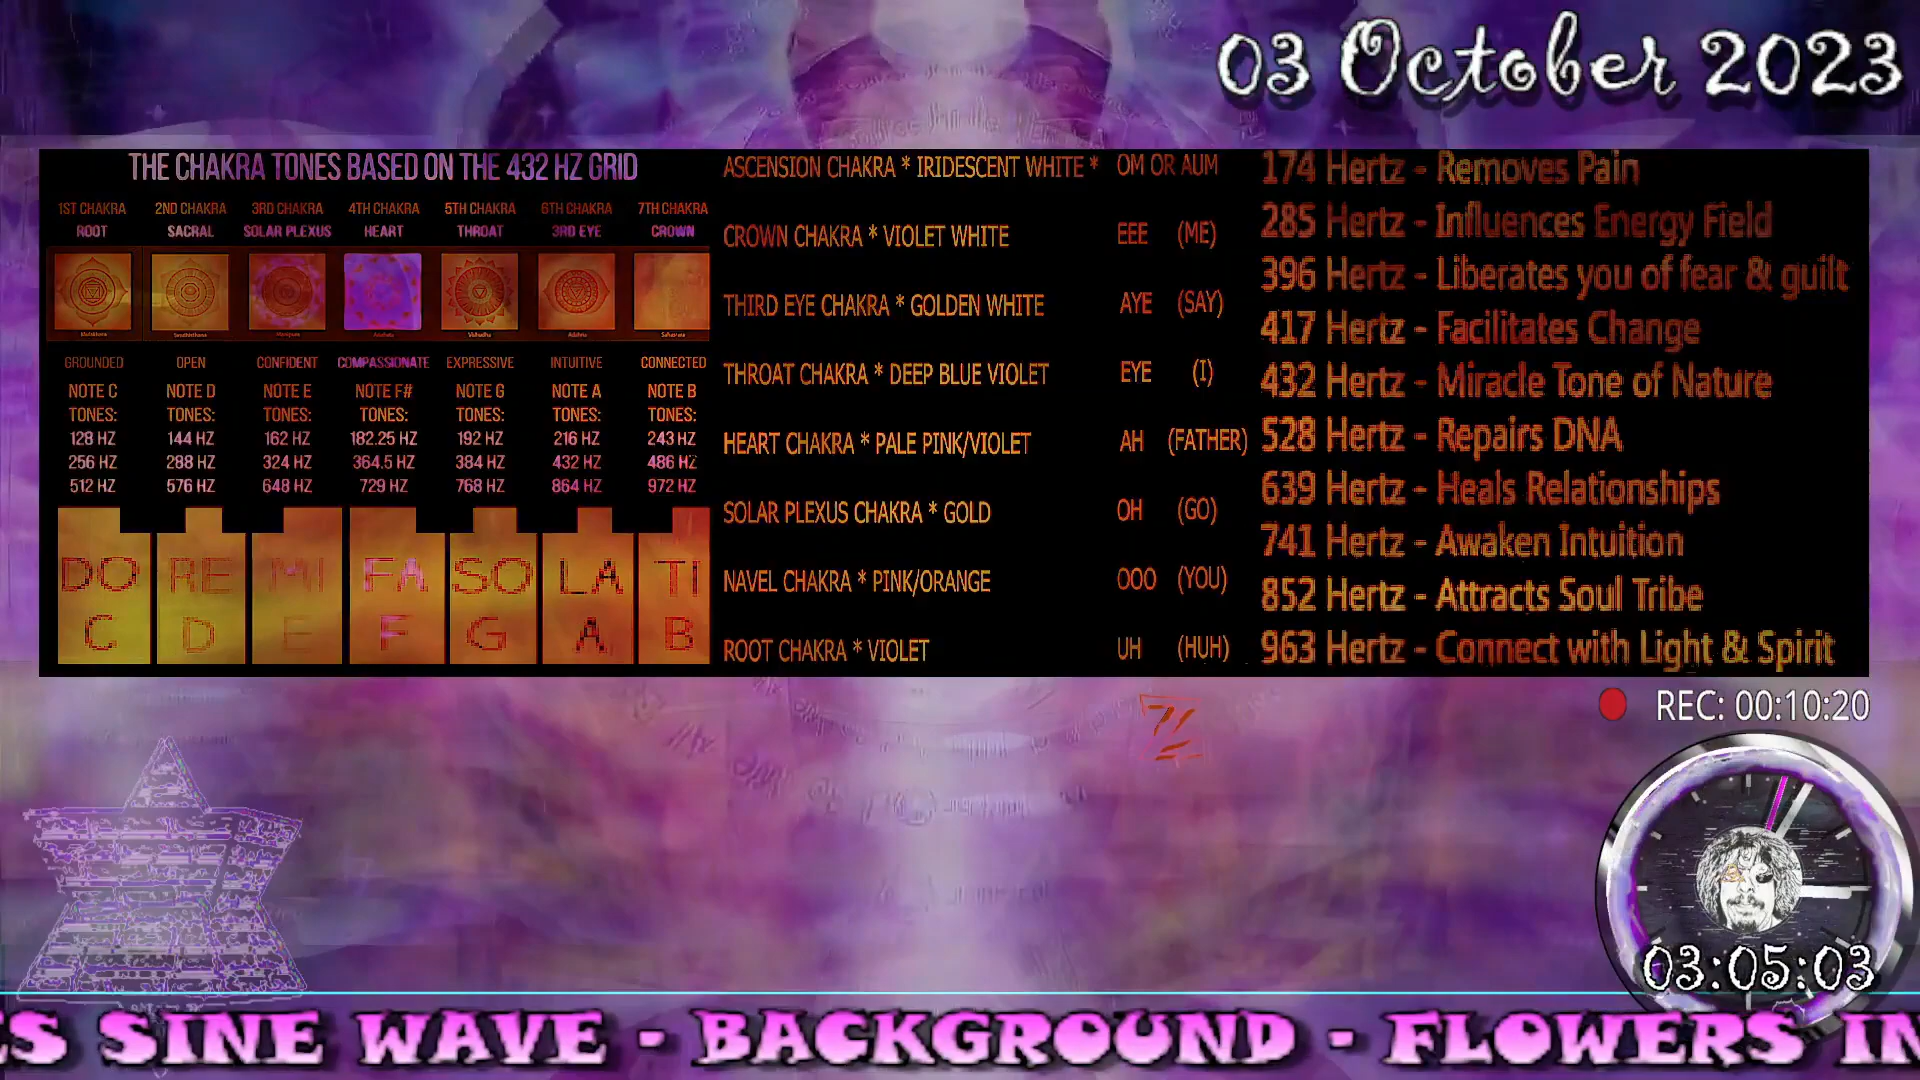 03 October 2023
THE CHAKRA TONES BASED ON THE 432 HZ GRID
1ST CHAKRA 2ND CHAKRA 3RD CHAKRA 4TH CHAKRA 5TH CHAKRA 6TH CHAKRA 7TH CHAKRA
ROOT SACRAL SOLAR PLEXUS HEART THROAT 3RD EYE CROWN
GROUNDED OPEN CONFIDENT COMPASSIONATE EXPRESSIVE INTUITIVE CONNECTED
NOTE C NOTE D NOTE E NOTE F# NOTE G NOTE A NOTE B
TONES: TONES: TONES: TONES: TONES: TONES: TONES:
128 HZ 144 HZ 162 HZ 182.25 HZ 192 HZ 216 HZ 243 HZ
256 HZ 288 HZ 324 HZ 364.5 HZ 384 HZ 432 HZ 486 HZ
512 HZ 576 HZ 648 HZ 729 HZ 768 HZ 864 HZ 972 HZ
DO RE MI FA SO LA TI
C D E F G A B
ASCENSION CHAKRA * IRIDESCENT WHITE * OM OR AUM
CROWN CHAKRA * VIOLET WHITE EEE (ME)
THIRD EYE CHAKRA * GOLDEN WHITE AYE (SAY)
THROAT CHAKRA * DEEP BLUE VIOLET EYE (I)
HEART CHAKRA * PALE PINK/VIOLET AH (FATHER)
SOLAR PLEXUS CHAKRA * GOLD OH (GO)
NAVEL CHAKRA * PINK/ORANGE OOO (YOU)
ROOT CHAKRA * VIOLET UH (HUH)
174 Hertz - Removes Pain
285 Hertz - Influences Energy Field
396 Hertz - Liberates you of fear & guilt
417 Hertz - Facilitates Change
432 Hertz - Miracle Tone of Nature
528 Hertz - Repairs DNA
639 Hertz - Heals Relationships
741 Hertz - Awaken Intuition
852 Hertz - Attracts Soul Tribe
963 Hertz - Connect with Light & Spirit
REC: 00:10:20
03:05:03
ES SINE WAVE - BACKGROUND - FLOWERS IN